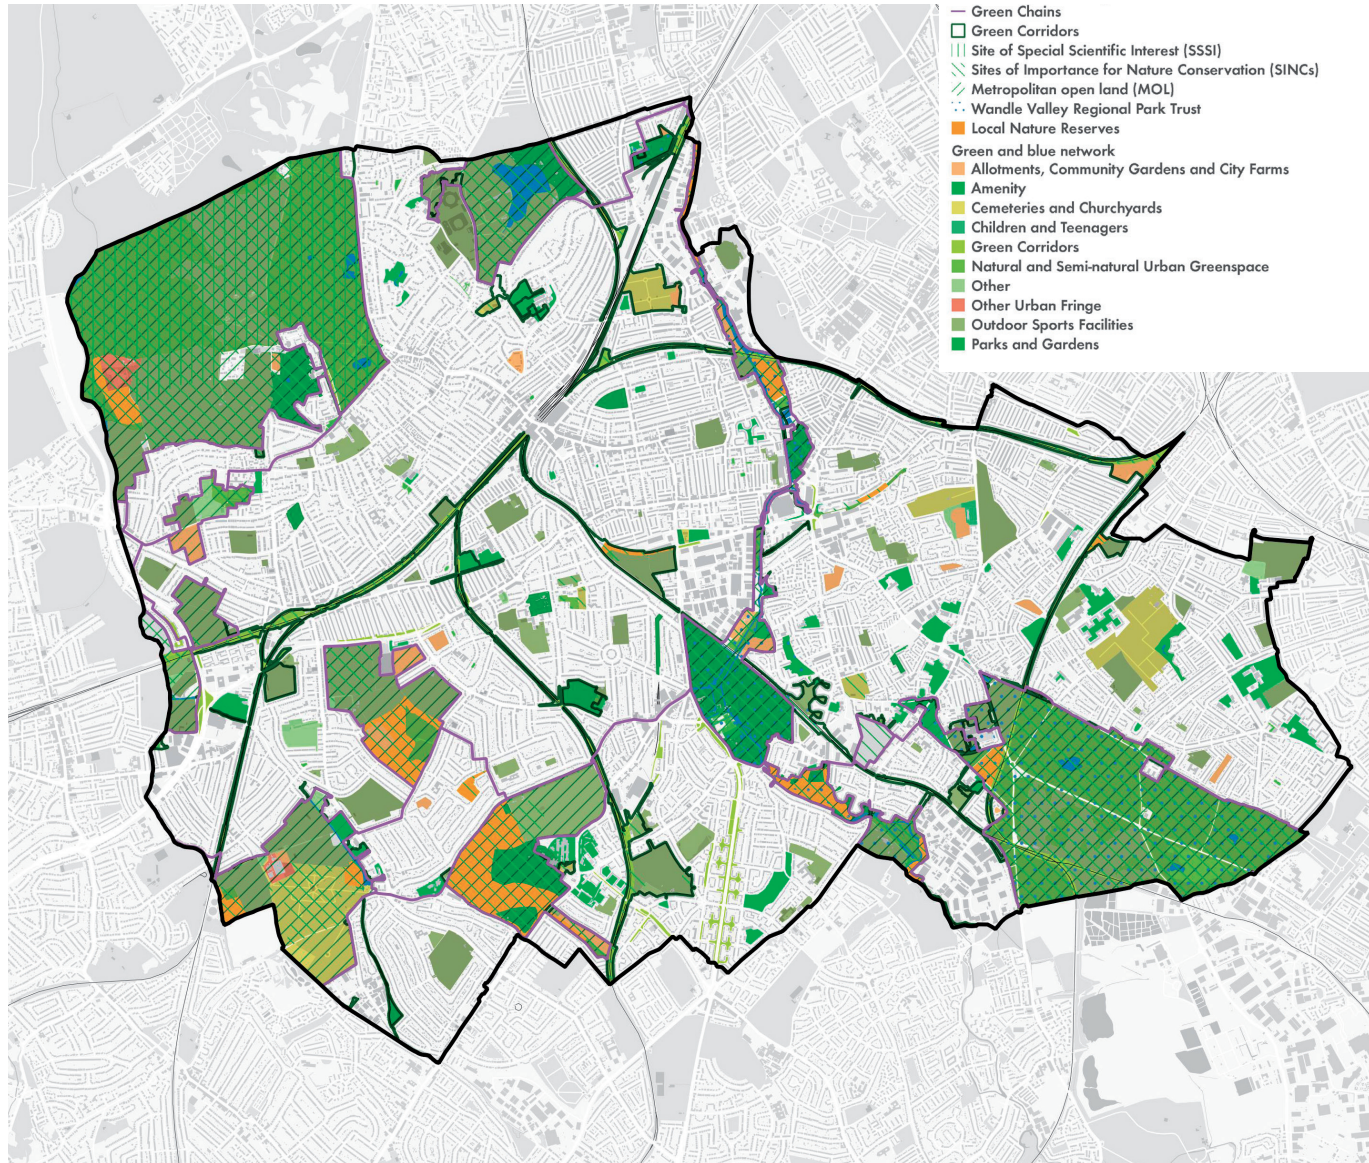 Green Chains
Green Corridors
Site of Special Scientific Interest (SSSI)
Sites of Importance for Nature Conservation (SINCs)
Metropolitan open land (MOL)
Wandle Valley Regional Park Trust
Local Nature Reserves
Green and blue network
Allotments, Community Gardens and City Farms
Amenity
Cemeteries and Churchyards
Children and Teenagers
Green Corridors
Natural and Semi-natural Urban Greenspace
Other
Other Urban Fringe
Outdoor Sports Facilities
Parks and Gardens